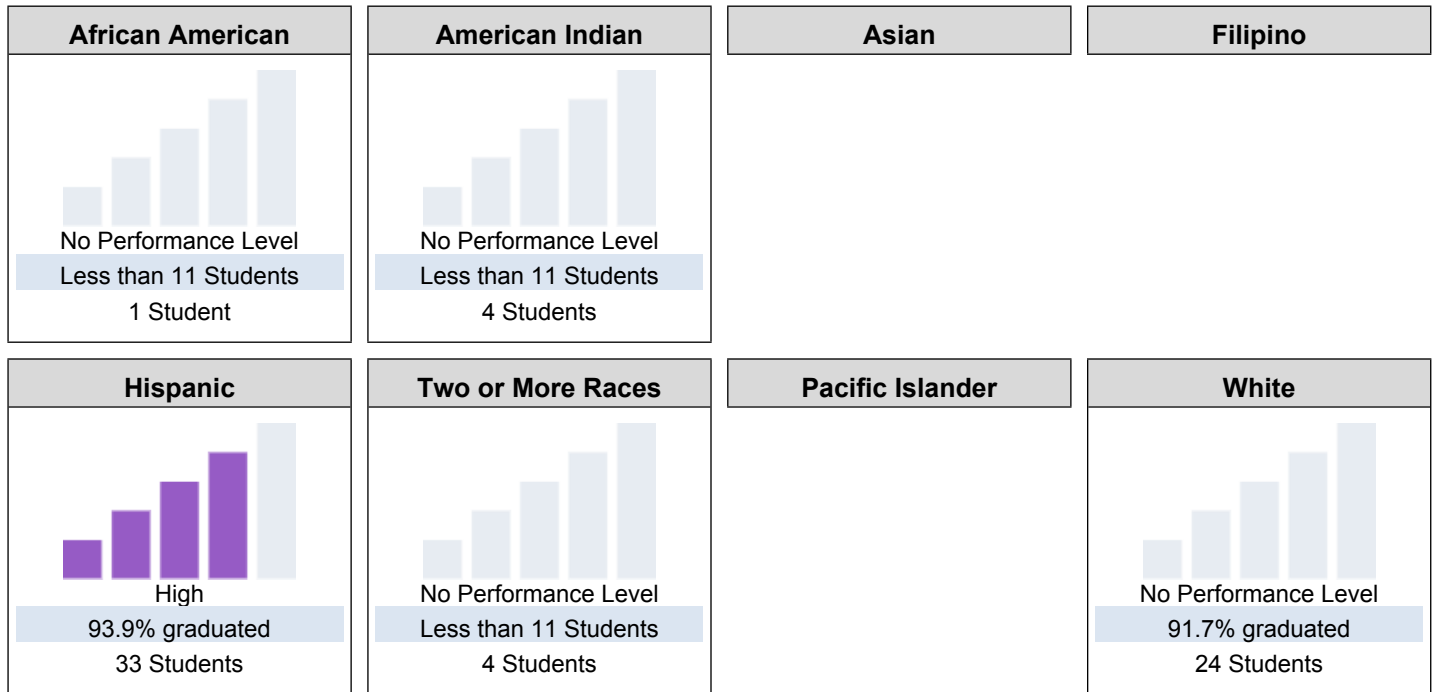 African American
American Indian
Asian
Filipino
No Performance Level
Less than 11 Students
1 Student
No Performance Level
Less than 11 Students
4 Students
Hispanic
Two or More Races
Pacific Islander
White
High
93.9% graduated
33 Students
No Performance Level
Less than 11 Students
4 Students
No Performance Level
91.7% graduated
24 Students